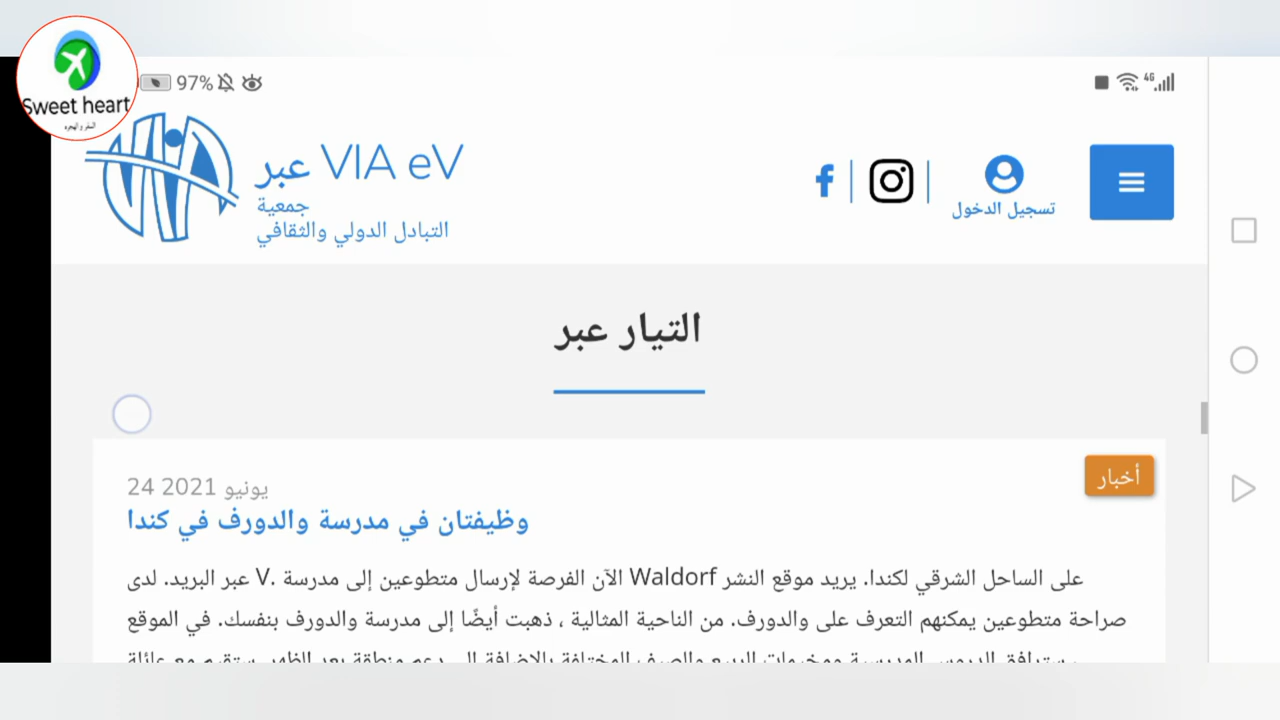 Sweet heart
السفر والهجره
97%
4G
عبر VIA eV
جمعية
التبادل الدولي والثقافي
تسجيل الدخول
التيار عبر
أخبار
24 يونيو 2021
وظيفتان في مدرسة والدورف في كندا
على الساحل الشرقي لكندا. يريد موقع النشر Waldorf الآن الفرصة لإرسال متطوعين إلى مدرسة .V عبر البريد. لدى
صراحة متطوعين يمكنهم التعرف على والدورف. من الناحية المثالية ، ذهبت أيضًا إلى مدرسة والدورف بنفسك. في الموقع